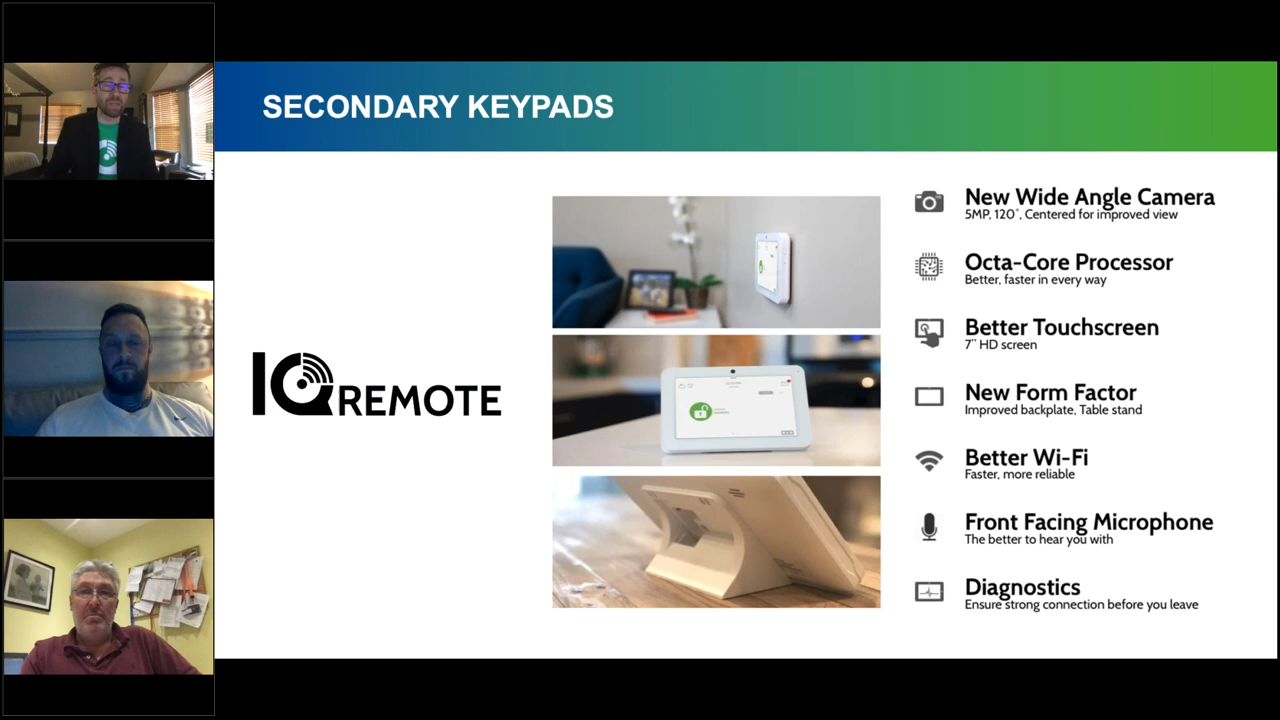 SECONDARY KEYPADS
IQ REMOTE
New Wide Angle Camera
5MP, 120°, Centered for improved view
Octa-Core Processor
Better, faster in every way
Better Touchscreen
7'' HD screen
New Form Factor
Improved backplate, Table stand
Better Wi-Fi
Faster, more reliable
Front Facing Microphone
The better to hear you with
Diagnostics
Ensure strong connection before you leave